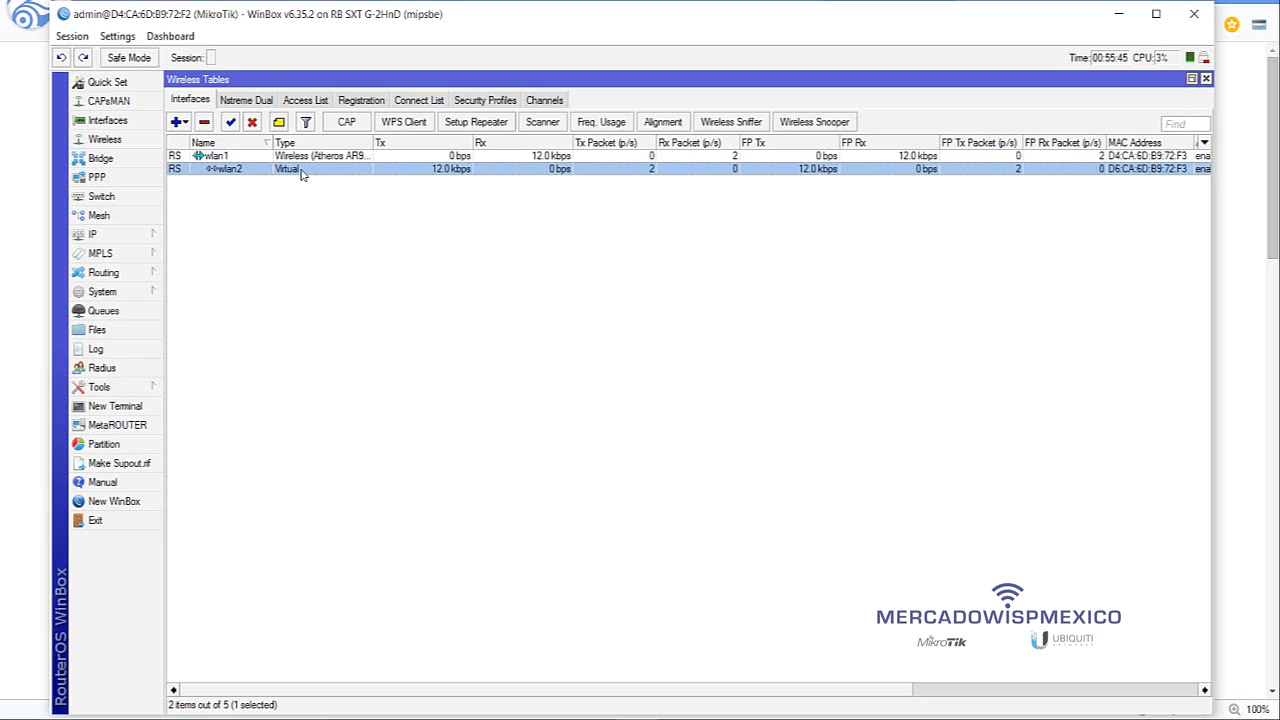 admin@D4:CA:6D:B9:72:F2 (MikroTik) - WinBox v6.35.2 on RB SXT G-2HnD (mipsbe)
Session Settings Dashboard
Safe Mode Session: Time: 00:55:45 CPU: 3%
Quick Set
CAPsMAN
Interfaces
Wireless
Bridge
PPP
Switch
Mesh
IP
MPLS
Routing
System
Queues
Files
Log
Radius
Tools
New Terminal
MetaROUTER
Partition
Make Supout.rif
Manual
New WinBox
Exit
RouterOS WinBox
Wireless Tables
Interfaces Nstreme Dual Access List Registration Connect List Security Profiles Channels
CAP WPS Client Setup Repeater Scanner Freq. Usage Alignment Wireless Sniffer Wireless Snooper Find
Name Type Tx Rx Tx Packet (p/s) Rx Packet (p/s) FP Tx FP Rx FP Tx Packet (p/s) FP Rx Packet (p/s) MAC Address
RS wlan1 Wireless (Atheros AR9... 0 bps 12.0 kbps 0 2 0 bps 12.0 kbps 0 2 D4:CA:6D:B9:72:F3 ena
RS wlan2 Virtual 12.0 kbps 0 bps 2 0 12.0 kbps 0 bps 2 0 D6:CA:6D:B9:72:F3 ena
MERCADOWISPMEXICO
MikroTik UBIQUITI
NETWORKS
2 items out of 5 (1 selected)
100%